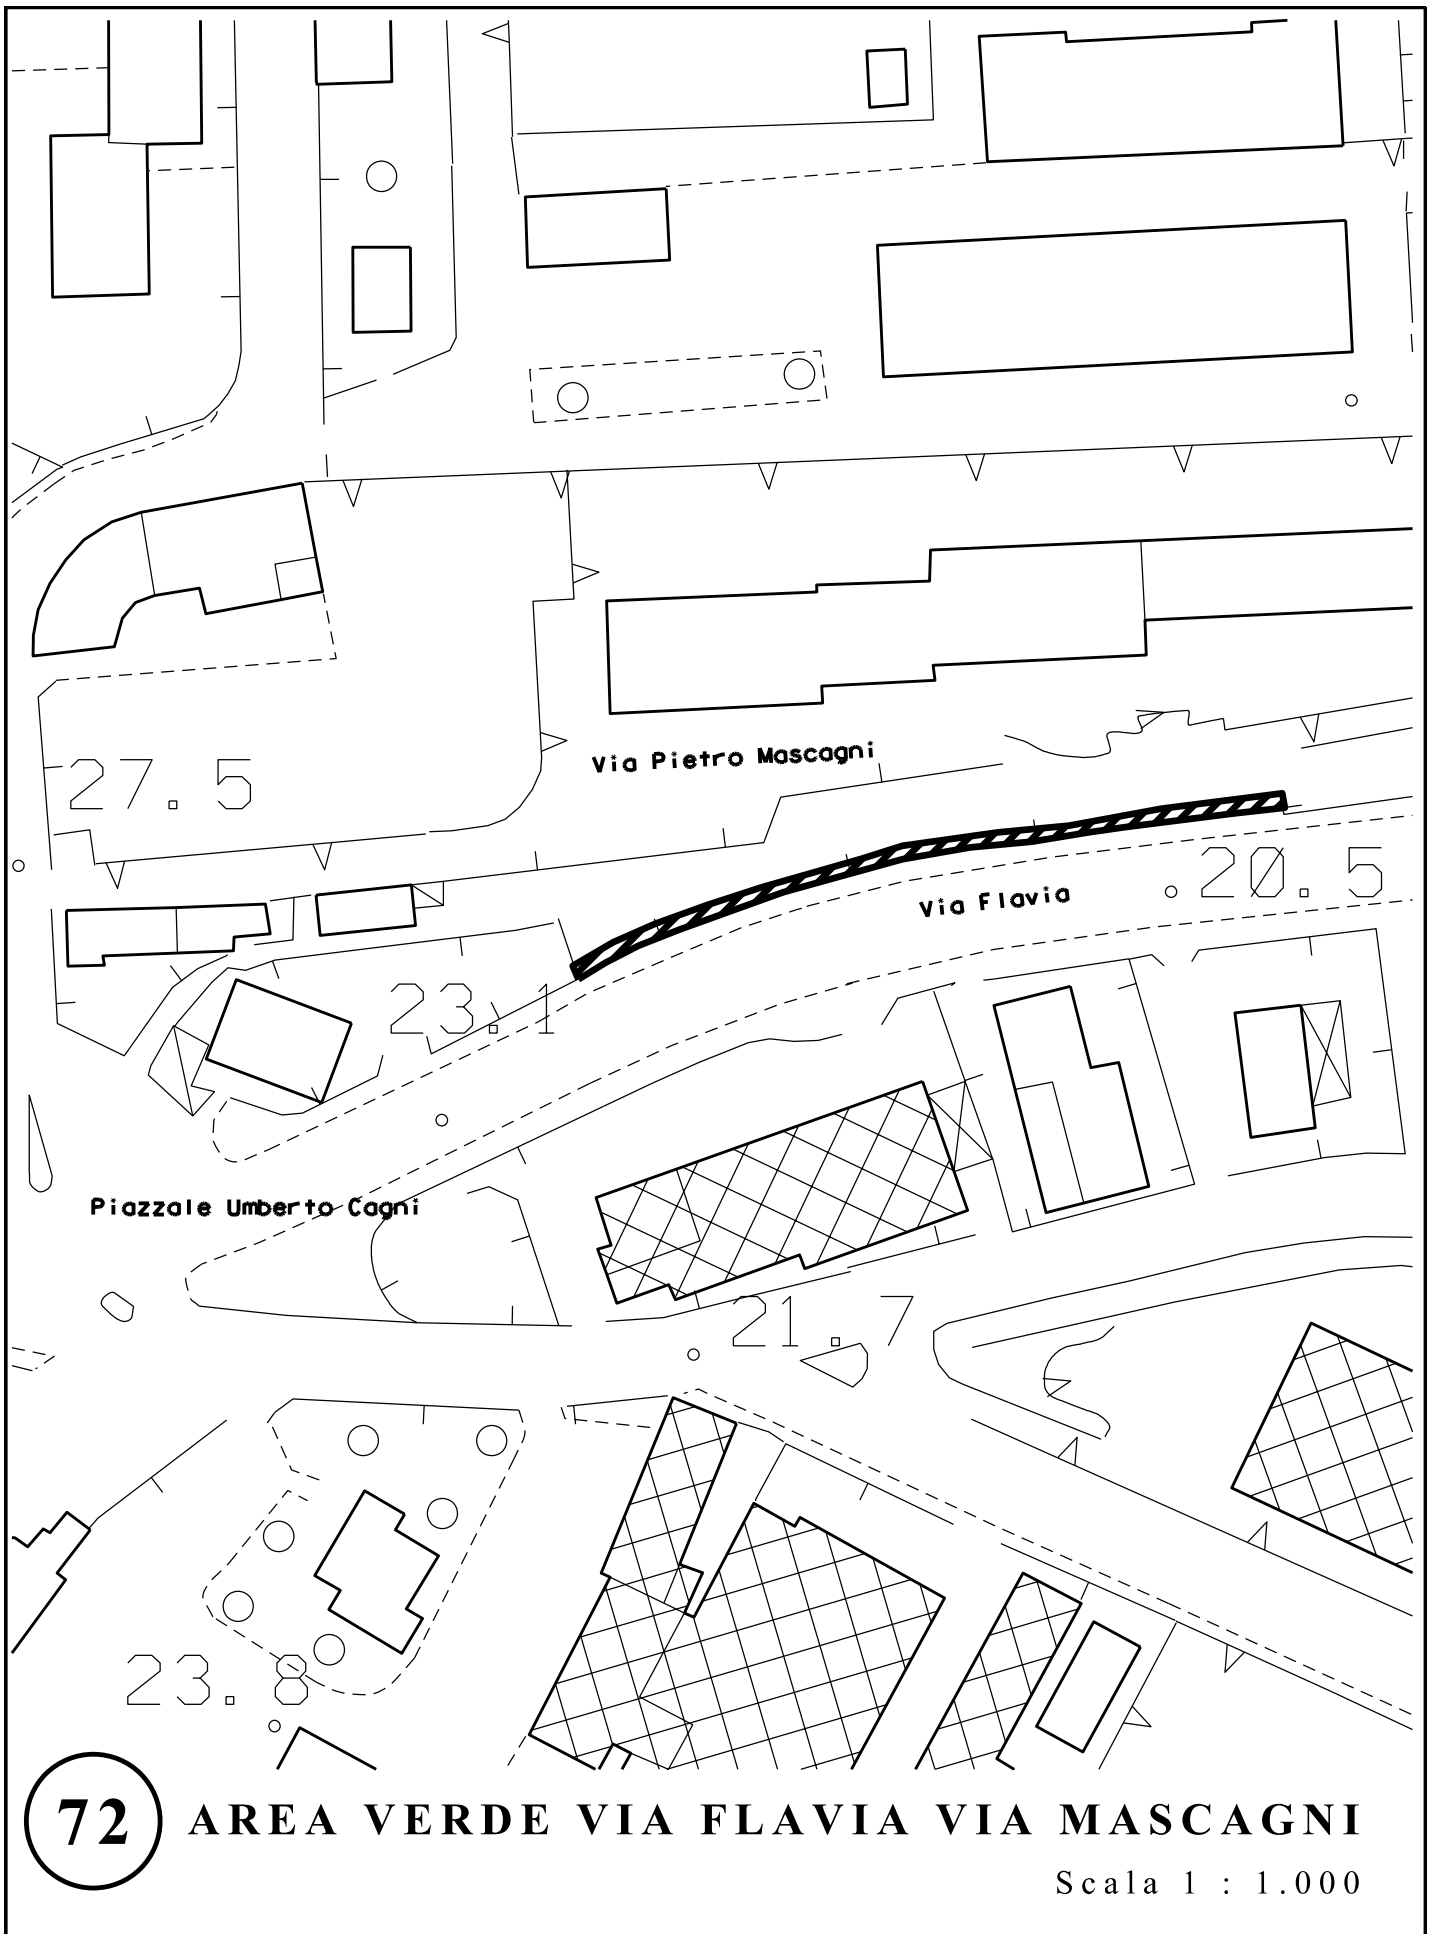 Via Pietro Mascagni
27.5
20.5
Via Flavia
23.1
Piazzale Umberto Cagni
21.7
23.8
72 AREA VERDE VIA FLAVIA VIA MASCAGNI
Scala 1 : 1.000